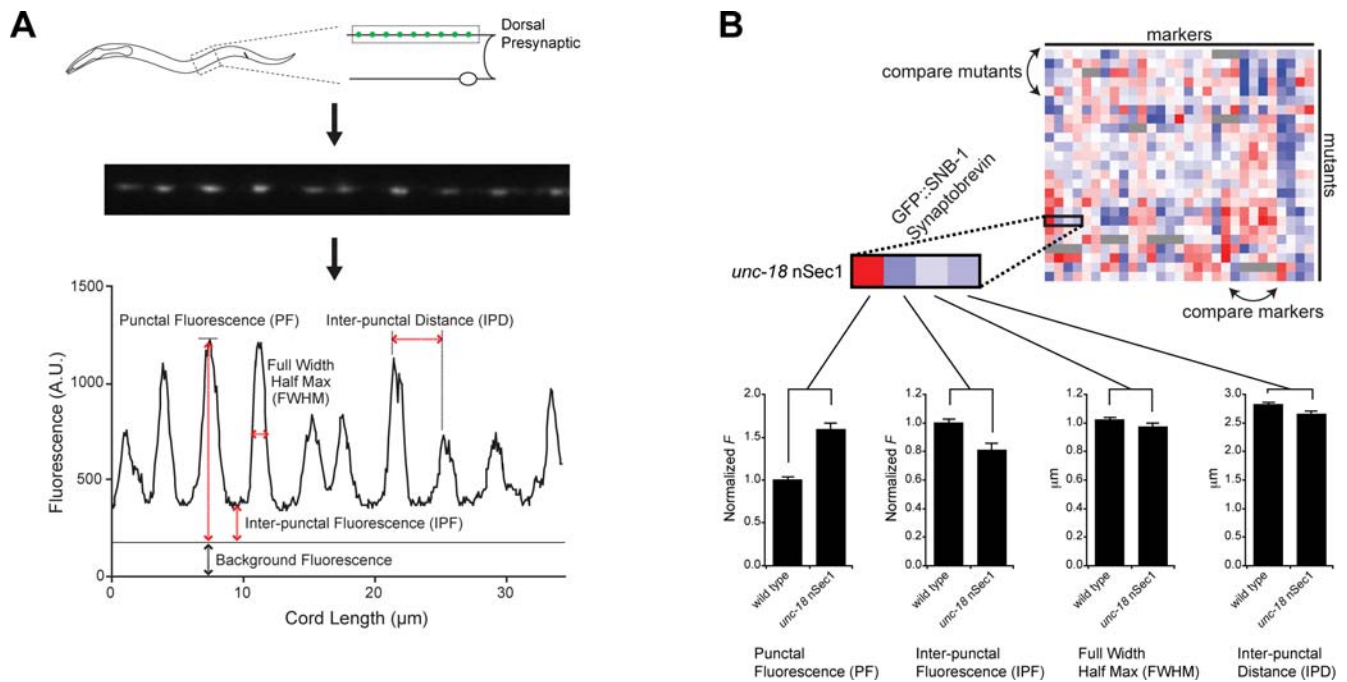 A
Dorsal
Presynaptic
1500
1000
500
0
Fluorescence (A.U.)
Punctal Fluorescence (PF)
Inter-punctal Distance (IPD)
Full Width
Half Max
(FWHM)
Inter-punctal Fluorescence (IPF)
Background Fluorescence
0
10
20
30
Cord Length (µm)
B
markers
compare mutants
mutants
GFP::SNB-1
Synaptobrevin
unc-18 nSec1
compare markers
2.0
1.5
1.0
0.5
0.0
Normalized F
wild type
unc-18 nSec1
Punctal
Fluorescence (PF)
1.2
1.0
0.8
0.6
0.4
0.2
0
Normalized F
wild type
unc-18 nSec1
Inter-punctal
Fluorescence (IPF)
1.2
1.0
0.8
0.6
0.4
0.2
0.0
µm
wild type
unc-18 nSec1
Full Width
Half Max (FWHM)
3.0
2.4
1.8
1.2
0.6
0.0
µm
wild type
unc-18 nSec1
Inter-punctal
Distance (IPD)